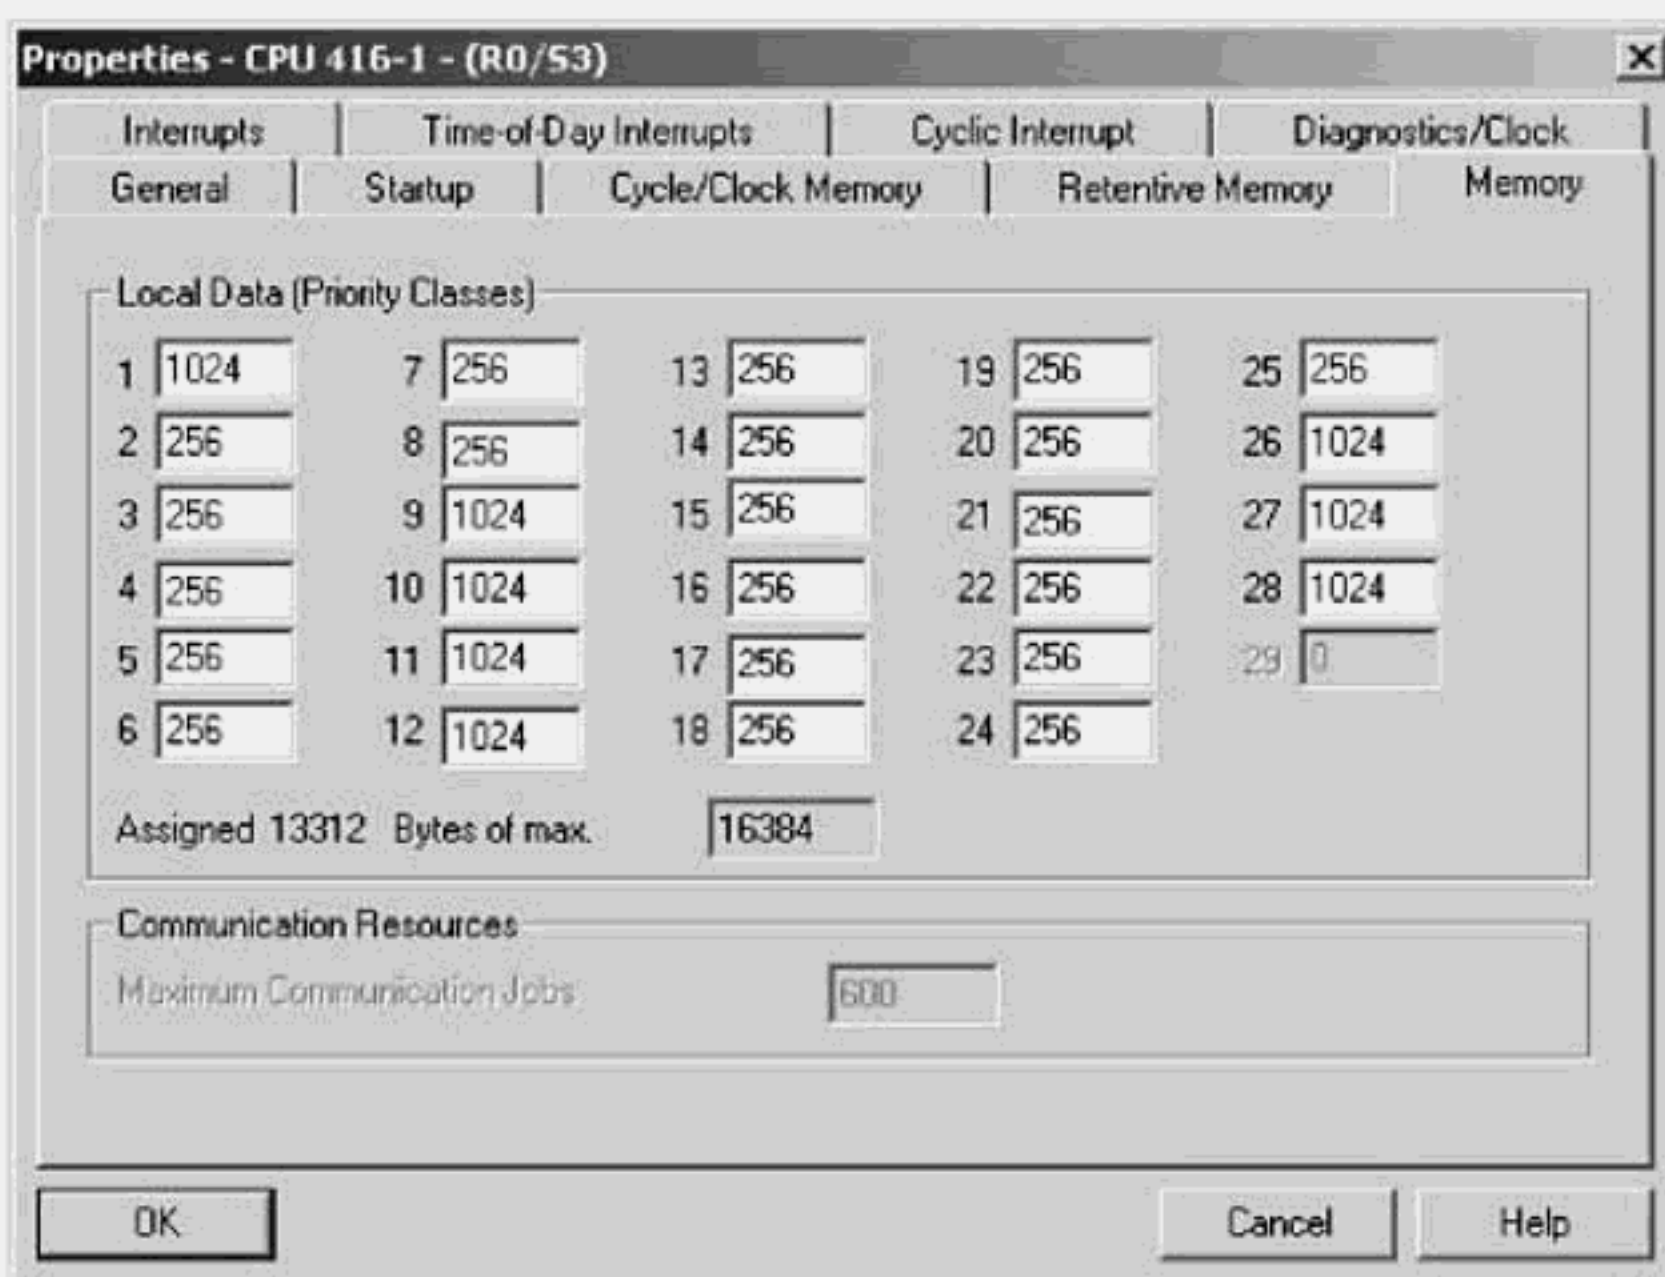 Properties - CPU 416-1 - (R0/S3)
Interrupts Time-of-Day Interrupts Cyclic Interrupt Diagnostics/Clock
General Startup Cycle/Clock Memory Retentive Memory Memory
Local Data (Priority Classes)
1 1024 7 256 13 256 19 256 25 256
2 256 8 256 14 256 20 256 26 1024
3 256 9 1024 15 256 21 256 27 1024
4 256 10 1024 16 256 22 256 28 1024
5 256 11 1024 17 256 23 256 29 0
6 256 12 1024 18 256 24 256
Assigned 13312 Bytes of max. 16384
Communication Resources
Maximum Communication Jobs 600
OK Cancel Help